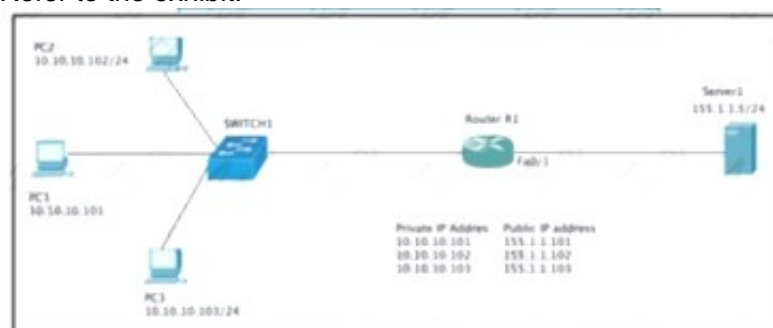 Refer to the exhibit.
PC2
10.10.10.102/24
SWITCH1
Router R1
Fa0/1
Server1
155.1.1.5/24
PC1
10.10.10.101
Private IP Addres Public IP address
10.10.10.101 155.1.1.101
10.10.10.102 155.1.1.102
10.10.10.103 155.1.1.103
PC3
10.10.10.103/24